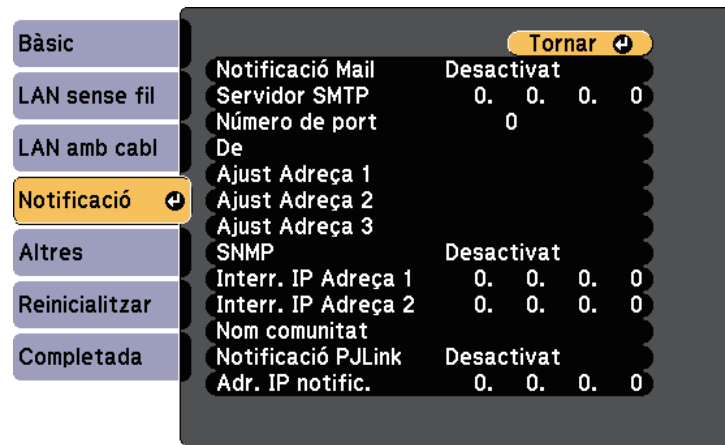 Bàsic
LAN sense fil
LAN amb cabl
Notificació
Altres
Reinicialitzar
Completada
Tornar
Notificació Mail Desactivat
Servidor SMTP 0. 0. 0. 0
Número de port 0
De
Ajust Adreça 1
Ajust Adreça 2
Ajust Adreça 3
SNMP Desactivat
Interr. IP Adreça 1 0. 0. 0. 0
Interr. IP Adreça 2 0. 0. 0. 0
Nom comunitat
Notificació PJLink Desactivat
Adr. IP notific. 0. 0. 0. 0